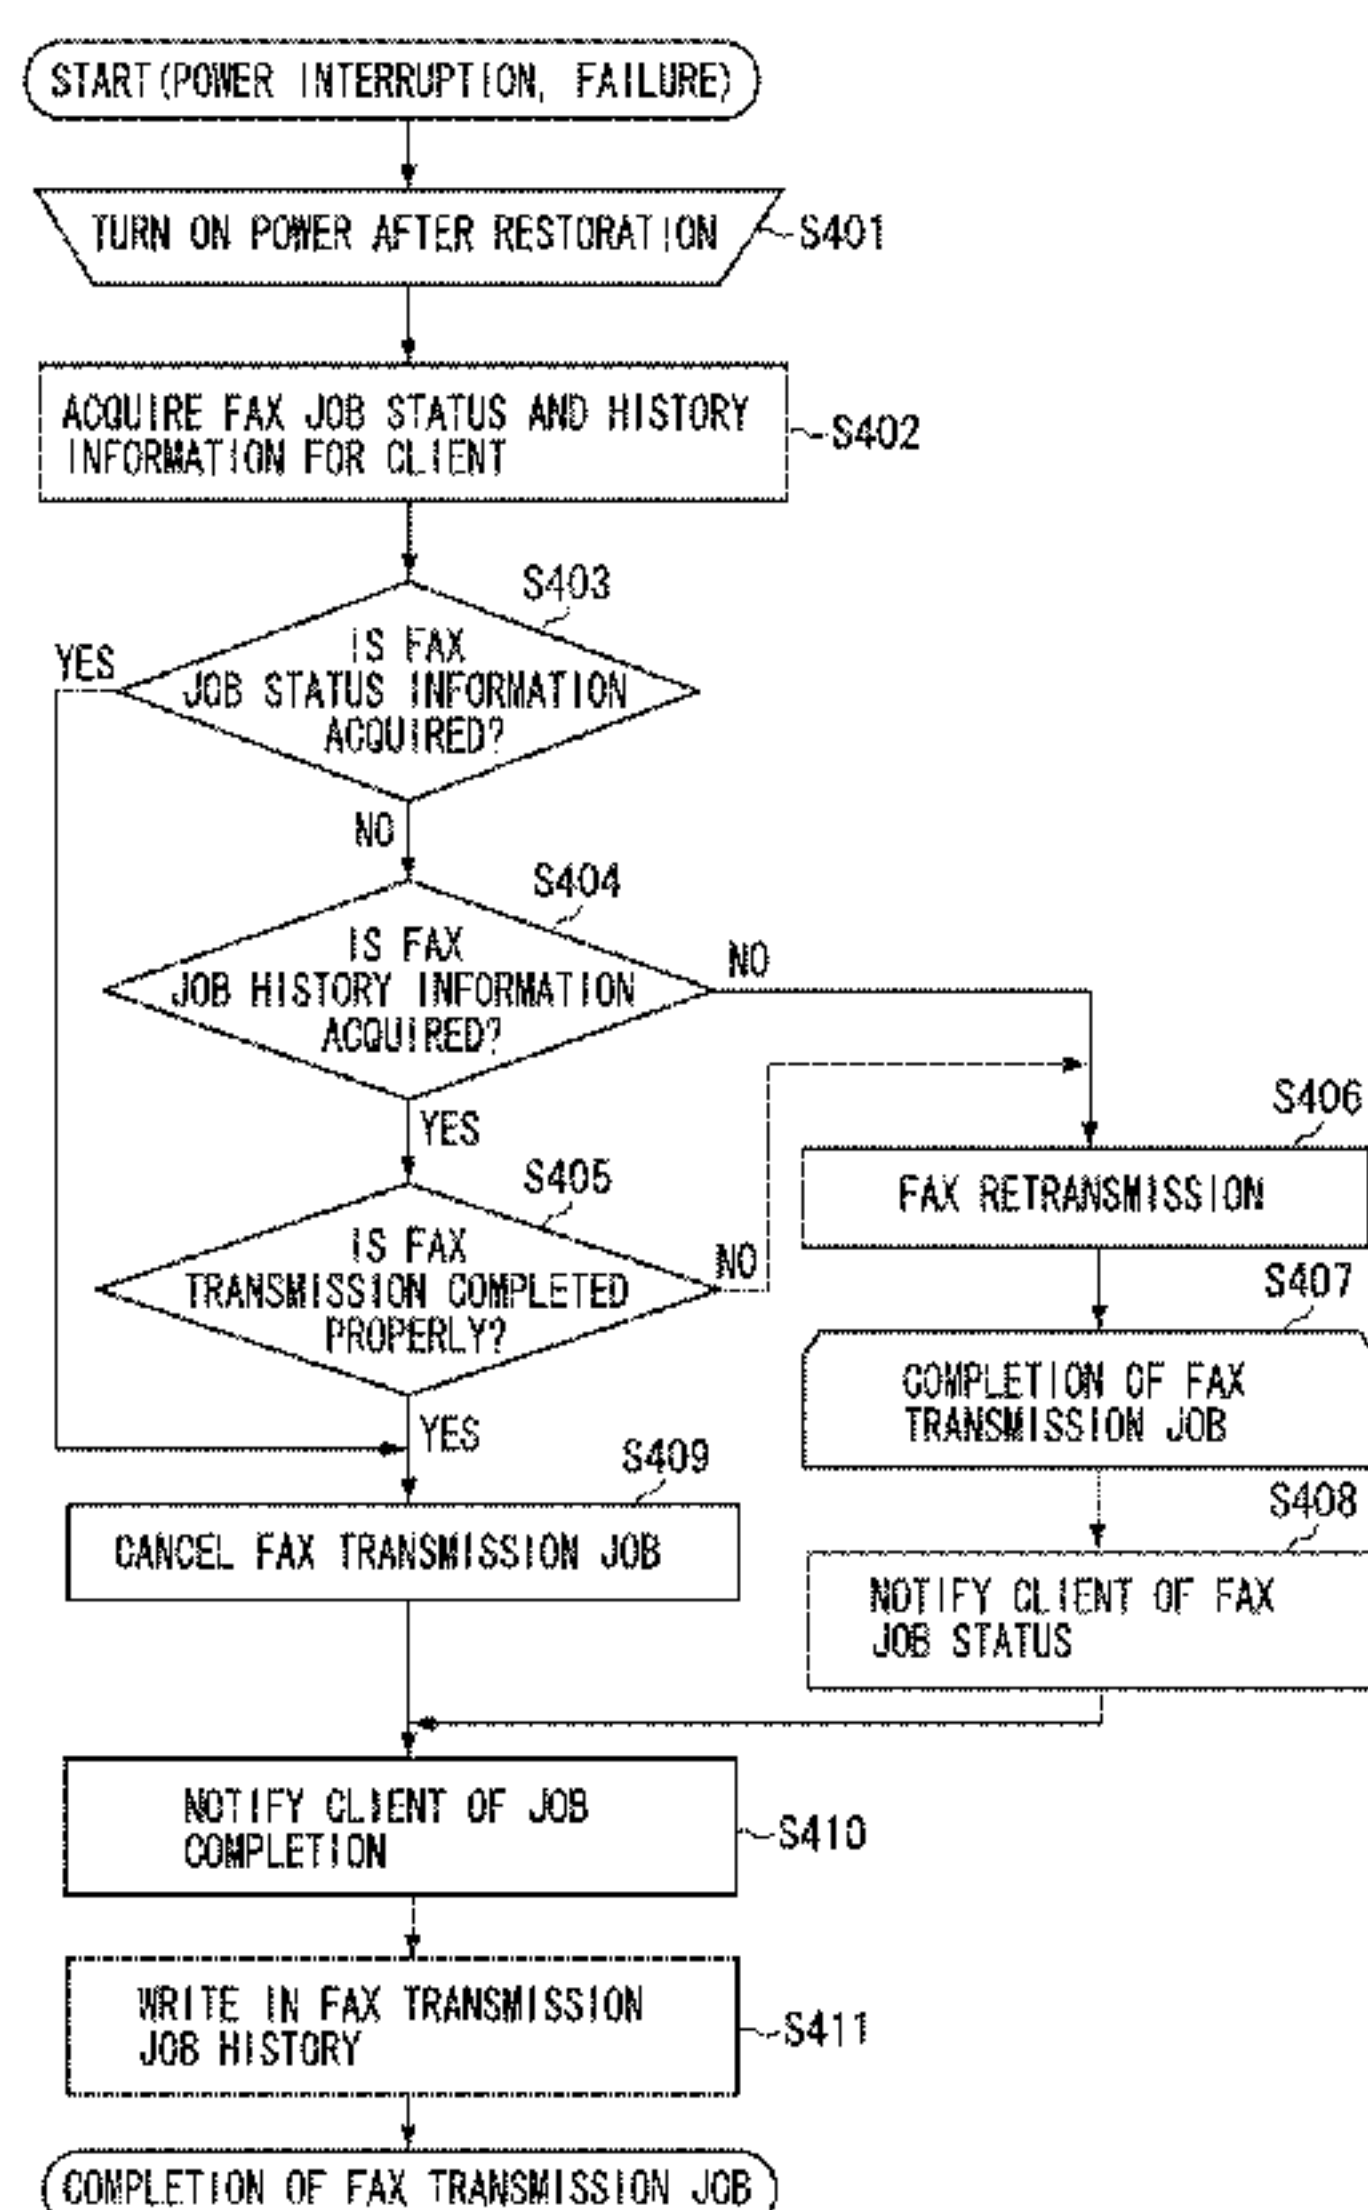 START(POWER INTERRUPTION, FAILURE)
TURN ON POWER AFTER RESTORATION
S401
ACQUIRE FAX JOB STATUS AND HISTORY
INFORMATION FOR CLIENT
S402
S403
YES
IS FAX
JOB STATUS INFORMATION
ACQUIRED?
NO
S404
IS FAX
JOB HISTORY INFORMATION
ACQUIRED?
NO
YES
S405
IS FAX
TRANSMISSION COMPLETED
PROPERLY?
NO
YES
S406
FAX RETRANSMISSION
S407
COMPLETION OF FAX
TRANSMISSION JOB
S408
NOTIFY CLIENT OF FAX
JOB STATUS
S409
CANCEL FAX TRANSMISSION JOB
NOTIFY CLIENT OF JOB
COMPLETION
S410
WRITE IN FAX TRANSMISSION
JOB HISTORY
S411
COMPLETION OF FAX TRANSMISSION JOB